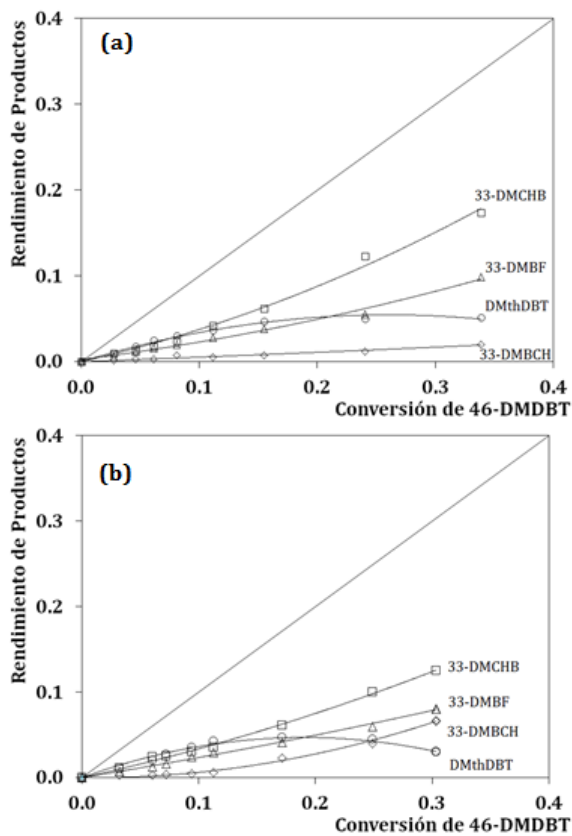 (a)
Rendimiento de Productos
0.4
0.3
0.2
0.1
0.0
33-DMCHB
33-DMBF
DMthDBT
33-DMBCH
0.0 0.1 0.2 0.3 0.4
Conversión de 46-DMDBT
(b)
Rendimiento de Productos
0.4
0.3
0.2
0.1
0.0
33-DMCHB
33-DMBF
33-DMBCH
DMthDBT
0.0 0.1 0.2 0.3 0.4
Conversión de 46-DMDBT